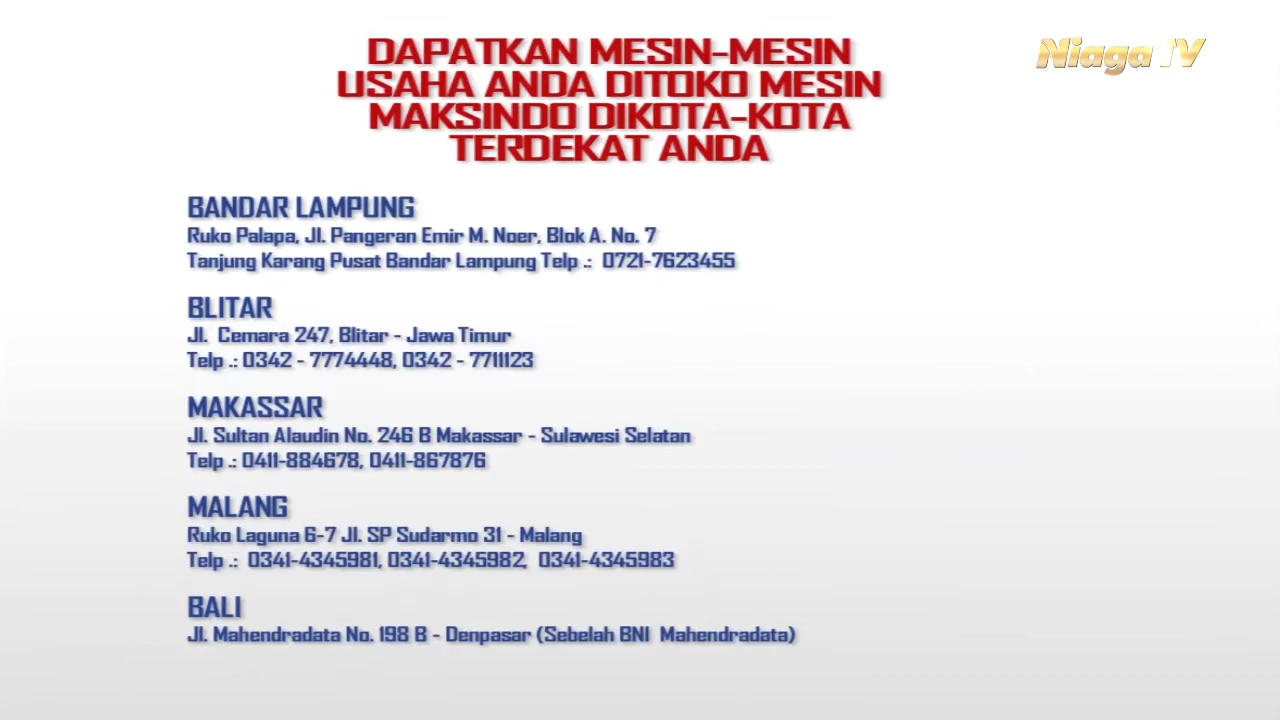 DAPATKAN MESIN-MESIN
USAHA ANDA DITOKO MESIN
MAKSINDO DIKOTA-KOTA
TERDEKAT ANDA
Niaga TV
BANDAR LAMPUNG
Ruko Palapa, Jl. Pangeran Emir M. Noer, Blok A. No. 7
Tanjung Karang Pusat Bandar Lampung Telp .:  0721-7623455
BLITAR
Jl.  Cemara 247, Blitar - Jawa Timur
Telp .: 0342 - 7774448, 0342 - 7711123
MAKASSAR
Jl. Sultan Alaudin No. 246 B Makassar - Sulawesi Selatan
Telp .: 0411-884678, 0411-867876
MALANG
Ruko Laguna 6-7 Jl. SP Sudarmo 31 - Malang
Telp .:  0341-4345981, 0341-4345982,  0341-4345983
BALI
Jl. Mahendradata No. 198 B - Denpasar (Sebelah BNI  Mahendradata)